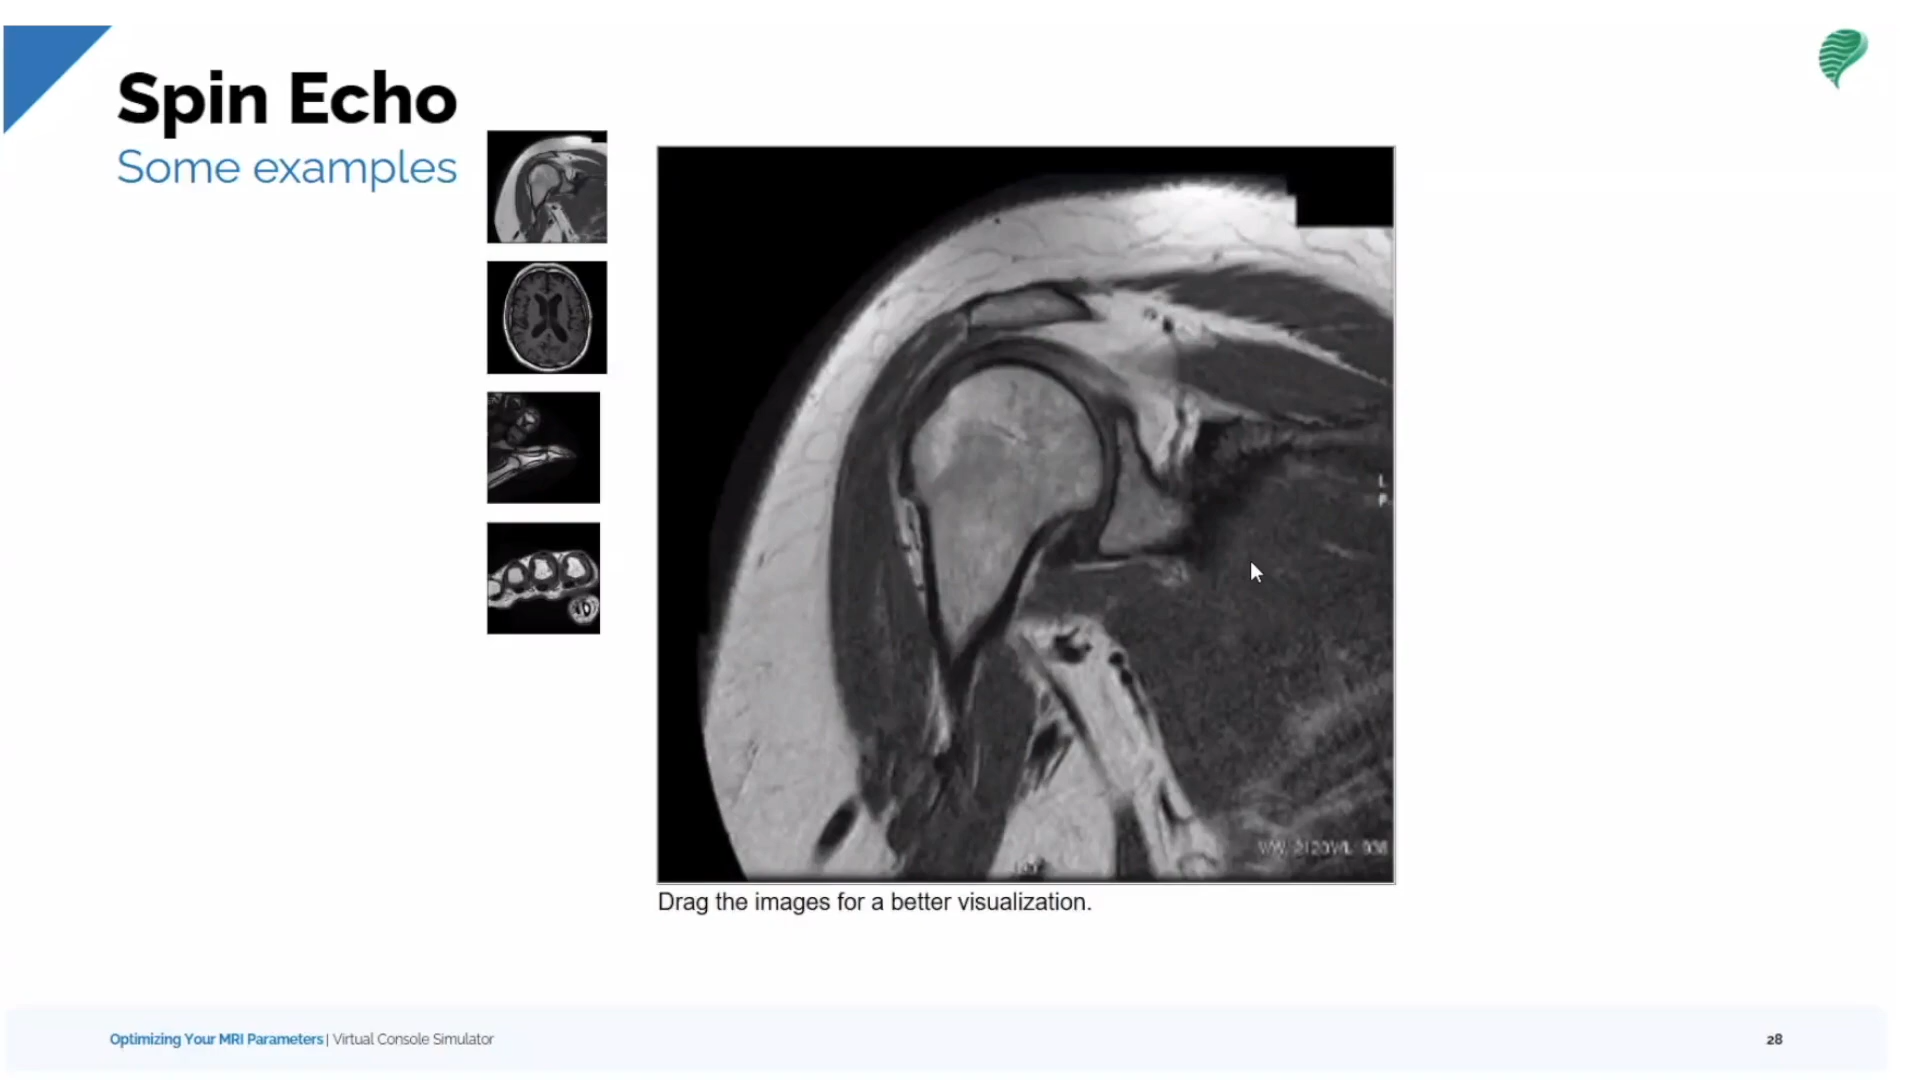 Spin Echo
Some examples
L
P
Drag the images for a better visualization.
Optimizing Your MRI Parameters | Virtual Console Simulator
28